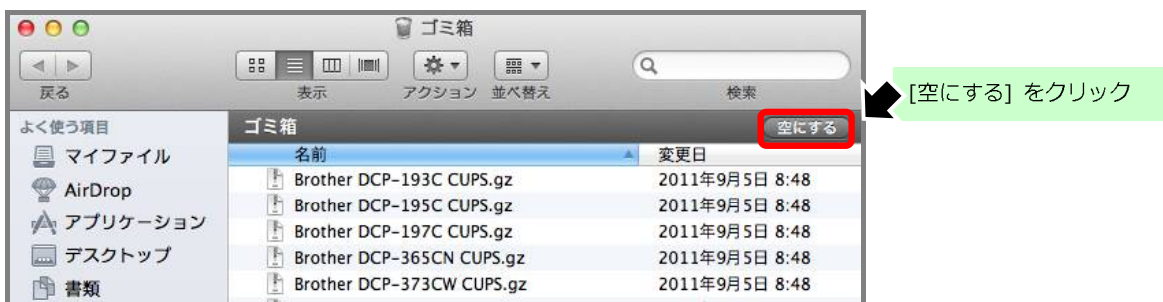 ゴミ箱
戻る
表示
アクション
並べ替え
検索
[空にする] をクリック
よく使う項目
ゴミ箱
空にする
マイファイル
名前
変更日
AirDrop
Brother DCP-193C CUPS.gz
2011年9月5日 8:48
アプリケーション
Brother DCP-195C CUPS.gz
2011年9月5日 8:48
Brother DCP-197C CUPS.gz
2011年9月5日 8:48
デスクトップ
Brother DCP-365CN CUPS.gz
2011年9月5日 8:48
書類
Brother DCP-373CW CUPS.gz
2011年9月5日 8:48